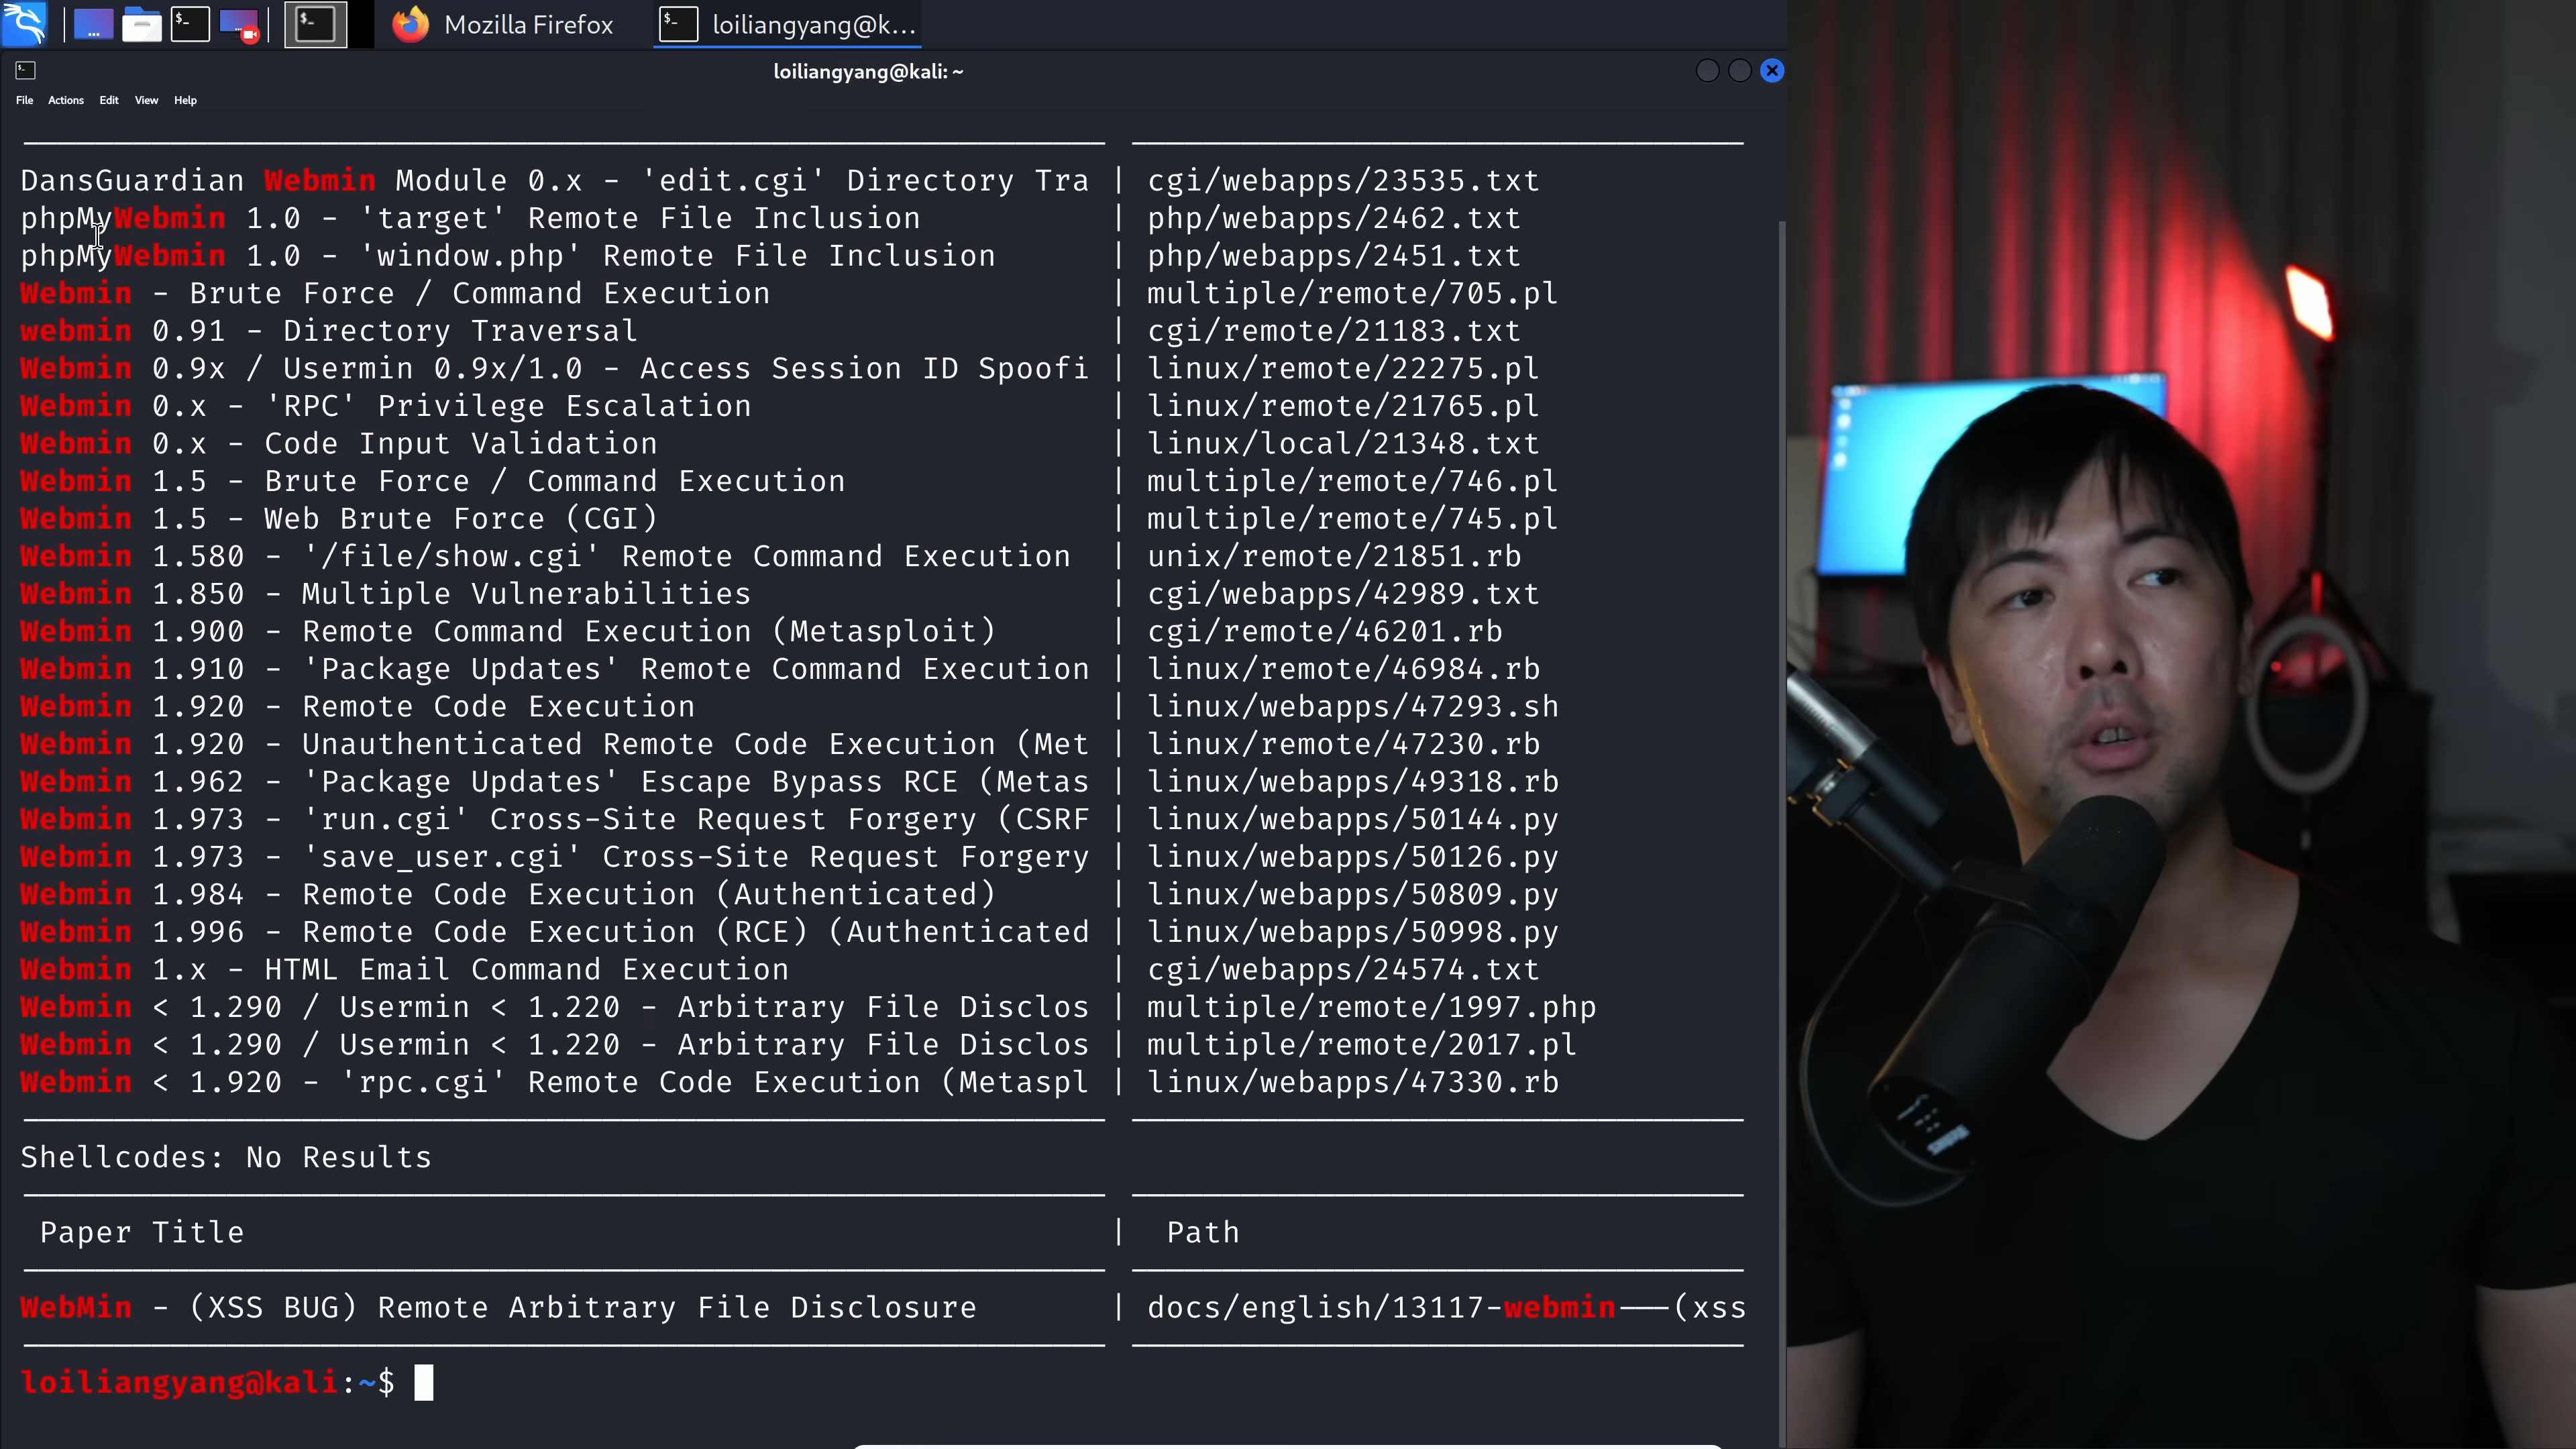 Mozilla Firefox
loiliangyang@k...
loiliangyang@kali: ~
File Actions Edit View Help
DansGuardian Webmin Module 0.x - 'edit.cgi' Directory Tra | cgi/webapps/23535.txt
phpMyWebmin 1.0 - 'target' Remote File Inclusion | php/webapps/2462.txt
phpMyWebmin 1.0 - 'window.php' Remote File Inclusion | php/webapps/2451.txt
Webmin - Brute Force / Command Execution | multiple/remote/705.pl
webmin 0.91 - Directory Traversal | cgi/remote/21183.txt
Webmin 0.9x / Usermin 0.9x/1.0 - Access Session ID Spoofi | linux/remote/22275.pl
Webmin 0.x - 'RPC' Privilege Escalation | linux/remote/21765.pl
Webmin 0.x - Code Input Validation | linux/local/21348.txt
Webmin 1.5 - Brute Force / Command Execution | multiple/remote/746.pl
Webmin 1.5 - Web Brute Force (CGI) | multiple/remote/745.pl
Webmin 1.580 - '/file/show.cgi' Remote Command Execution | unix/remote/21851.rb
Webmin 1.850 - Multiple Vulnerabilities | cgi/webapps/42989.txt
Webmin 1.900 - Remote Command Execution (Metasploit) | cgi/remote/46201.rb
Webmin 1.910 - 'Package Updates' Remote Command Execution | linux/remote/46984.rb
Webmin 1.920 - Remote Code Execution | linux/webapps/47293.sh
Webmin 1.920 - Unauthenticated Remote Code Execution (Met | linux/remote/47230.rb
Webmin 1.962 - 'Package Updates' Escape Bypass RCE (Metas | linux/webapps/49318.rb
Webmin 1.973 - 'run.cgi' Cross-Site Request Forgery (CSRF | linux/webapps/50144.py
Webmin 1.973 - 'save_user.cgi' Cross-Site Request Forgery | linux/webapps/50126.py
Webmin 1.984 - Remote Code Execution (Authenticated) | linux/webapps/50809.py
Webmin 1.996 - Remote Code Execution (RCE) (Authenticated | linux/webapps/50998.py
Webmin 1.x - HTML Email Command Execution | cgi/webapps/24574.txt
Webmin < 1.290 / Usermin < 1.220 - Arbitrary File Disclos | multiple/remote/1997.php
Webmin < 1.290 / Usermin < 1.220 - Arbitrary File Disclos | multiple/remote/2017.pl
Webmin < 1.920 - 'rpc.cgi' Remote Code Execution (Metaspl | linux/webapps/47330.rb
Shellcodes: No Results
Paper Title | Path
WebMin - (XSS BUG) Remote Arbitrary File Disclosure | docs/english/13117-webmin---(xss
loiliangyang@kali:~$